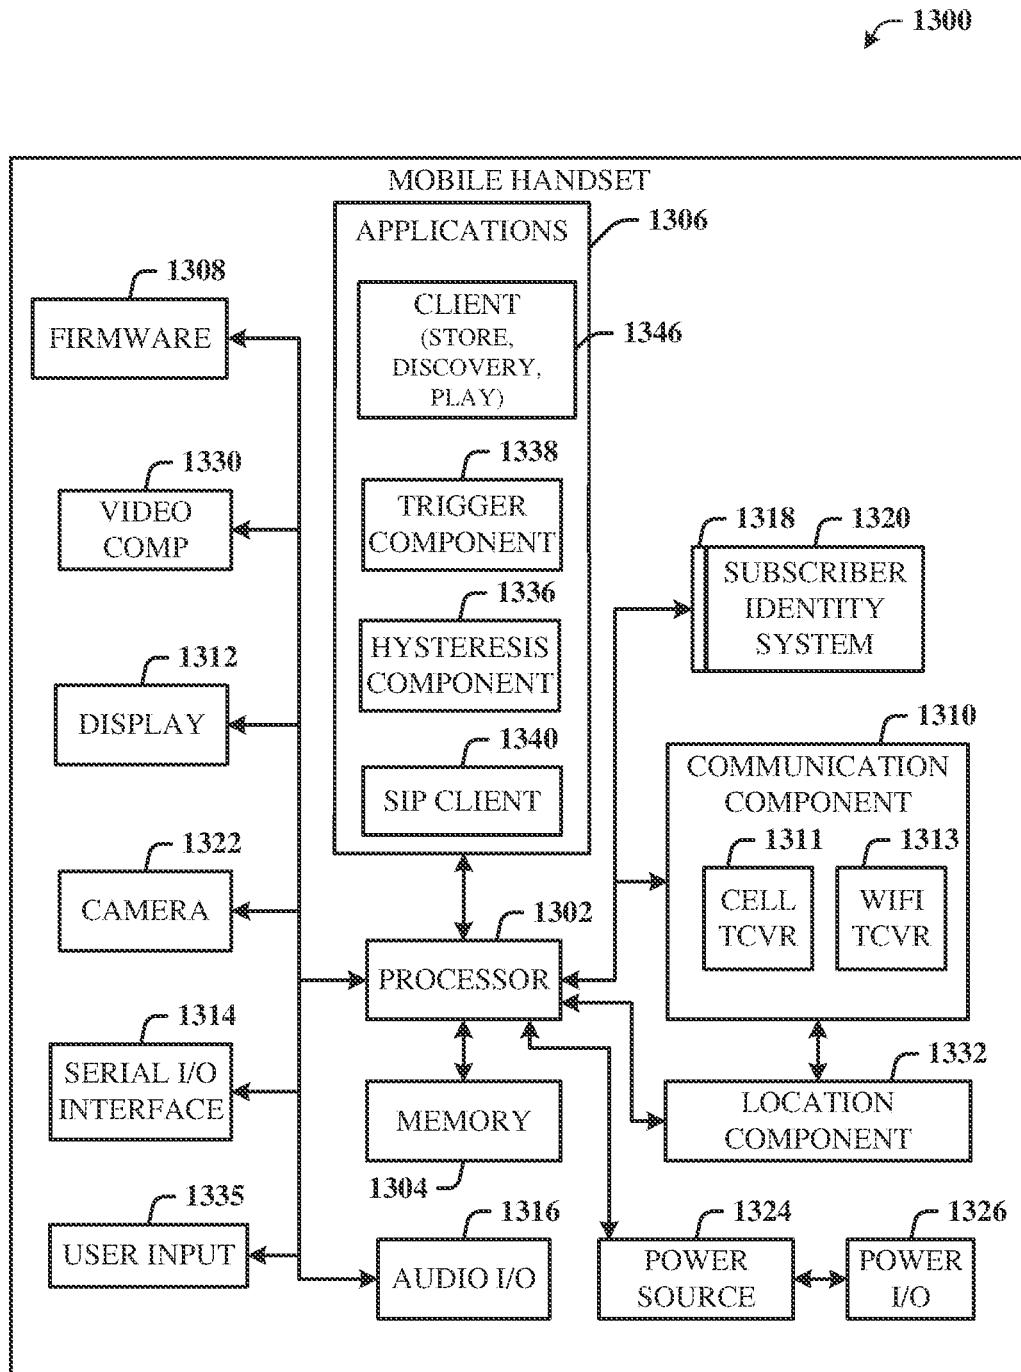 1300
MOBILE HANDSET
APPLICATIONS
1306
CLIENT
(STORE,
DISCOVERY,
PLAY)
1346
1308
FIRMWARE
1338
TRIGGER
COMPONENT
1330
VIDEO
COMP
1318
1320
SUBSCRIBER
IDENTITY
SYSTEM
1336
HYSTERESIS
COMPONENT
1312
DISPLAY
1340
SIP CLIENT
1310
COMMUNICATION
COMPONENT
1311
CELL
TCVR
1313
WIFI
TCVR
1322
CAMERA
1302
PROCESSOR
1314
SERIAL I/O
INTERFACE
MEMORY
1304
1332
LOCATION
COMPONENT
1335
USER INPUT
1316
AUDIO I/O
1324
POWER
SOURCE
1326
POWER
I/O